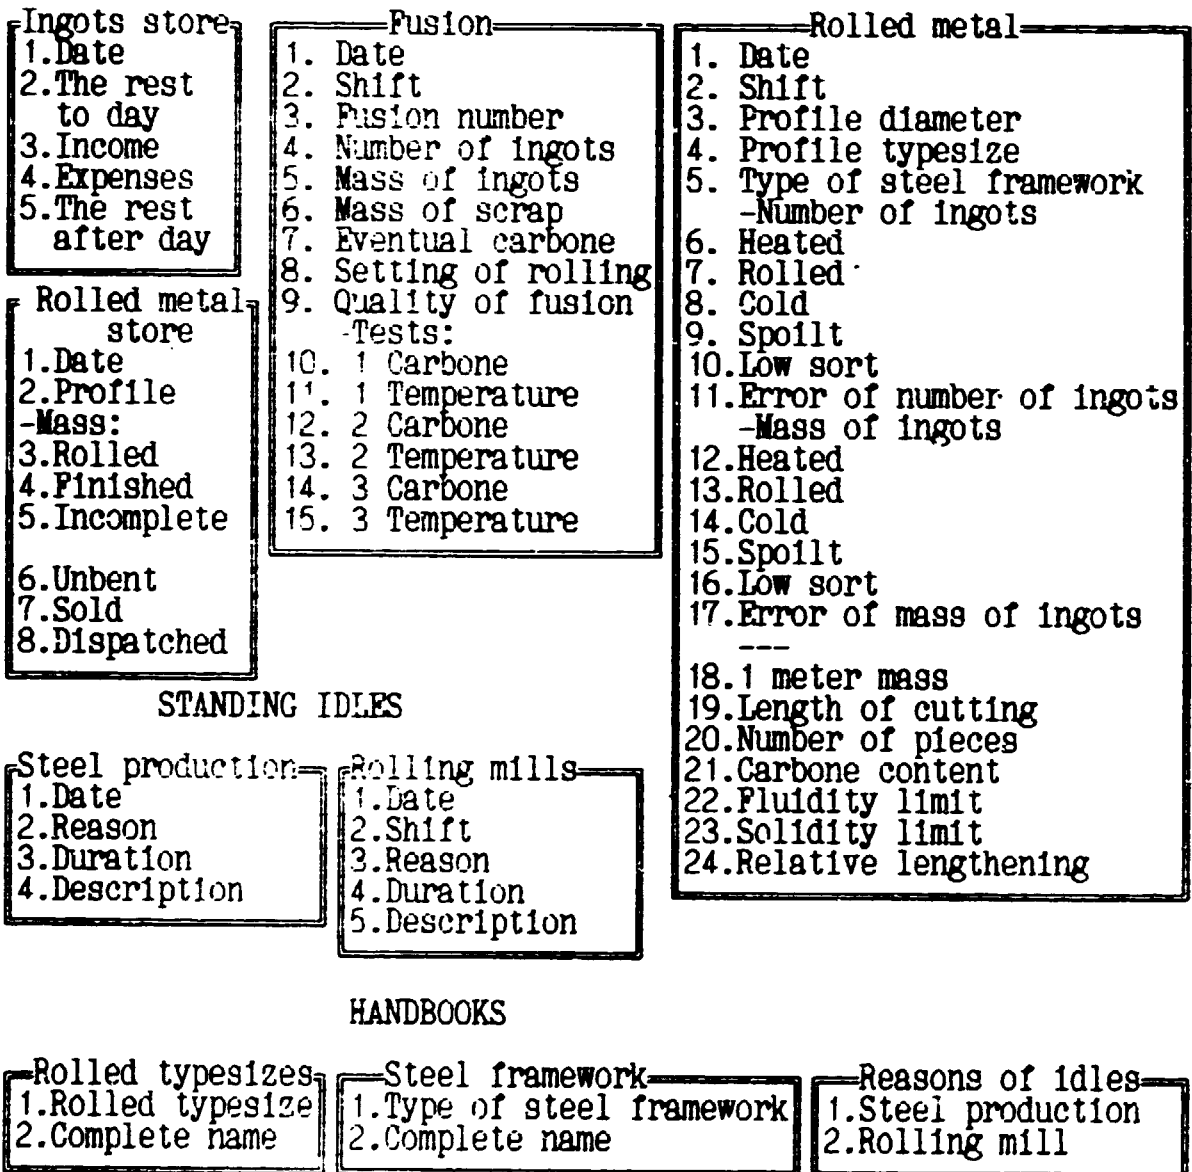 Ingots store
1.Date
2.The rest
to day
3.Income
4.Expenses
5.The rest
after day
Rolled metal
store
1.Date
2.Profile
-Mass:
3.Rolled
4.Finished
5.Incomplete
6.Unbent
7.Sold
8.Dispatched
Fusion
1. Date
2. Shift
3. Fusion number
4. Number of ingots
5. Mass of ingots
6. Mass of scrap
7. Eventual carbone
8. Setting of rolling
9. Quality of fusion
-Tests:
10. 1 Carbone
11. 1 Temperature
12. 2 Carbone
13. 2 Temperature
14. 3 Carbone
15. 3 Temperature
Rolled metal
1. Date
2. Shift
3. Profile diameter
4. Profile typesize
5. Type of steel framework
-Number of ingots
6. Heated
7. Rolled
8. Cold
9. Spoilt
10.Low sort
11.Error of number of ingots
-Mass of ingots
12.Heated
13.Rolled
14.Cold
15.Spoilt
16.Low sort
17.Error of mass of ingots
---
18.1 meter mass
19.Length of cutting
20.Number of pieces
21.Carbone content
22.Fluidity limit
23.Solidity limit
24.Relative lengthening
STANDING IDLES
Steel production
1.Date
2.Reason
3.Duration
4.Description
Rolling mills
1.Date
2.Shift
3.Reason
4.Duration
5.Description
HANDBOOKS
Rolled typesizes
1.Rolled typesize
2.Complete name
Steel framework
1.Type of steel framework
2.Complete name
Reasons of idles
1.Steel production
2.Rolling mill